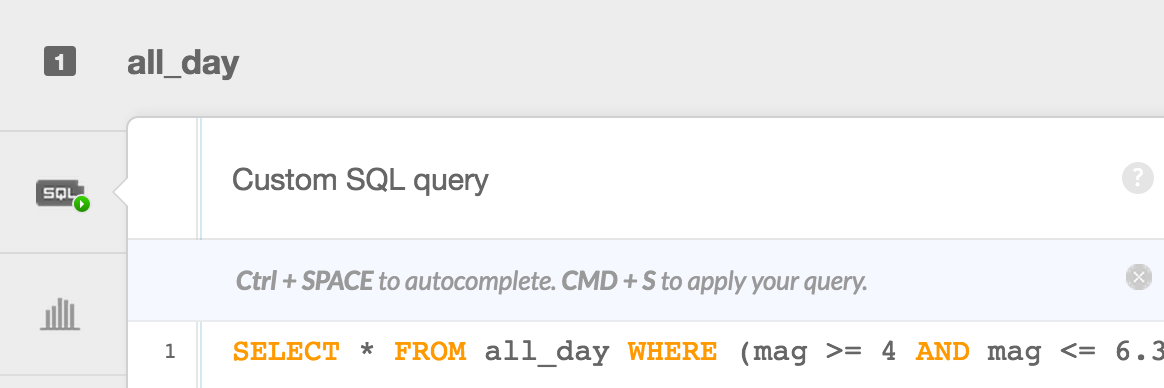 1
all_day
SQL
Custom SQL query
?
Ctrl + SPACE to autocomplete. CMD + S to apply your query.
1 SELECT * FROM all_day WHERE (mag >= 4 AND mag <= 6.3